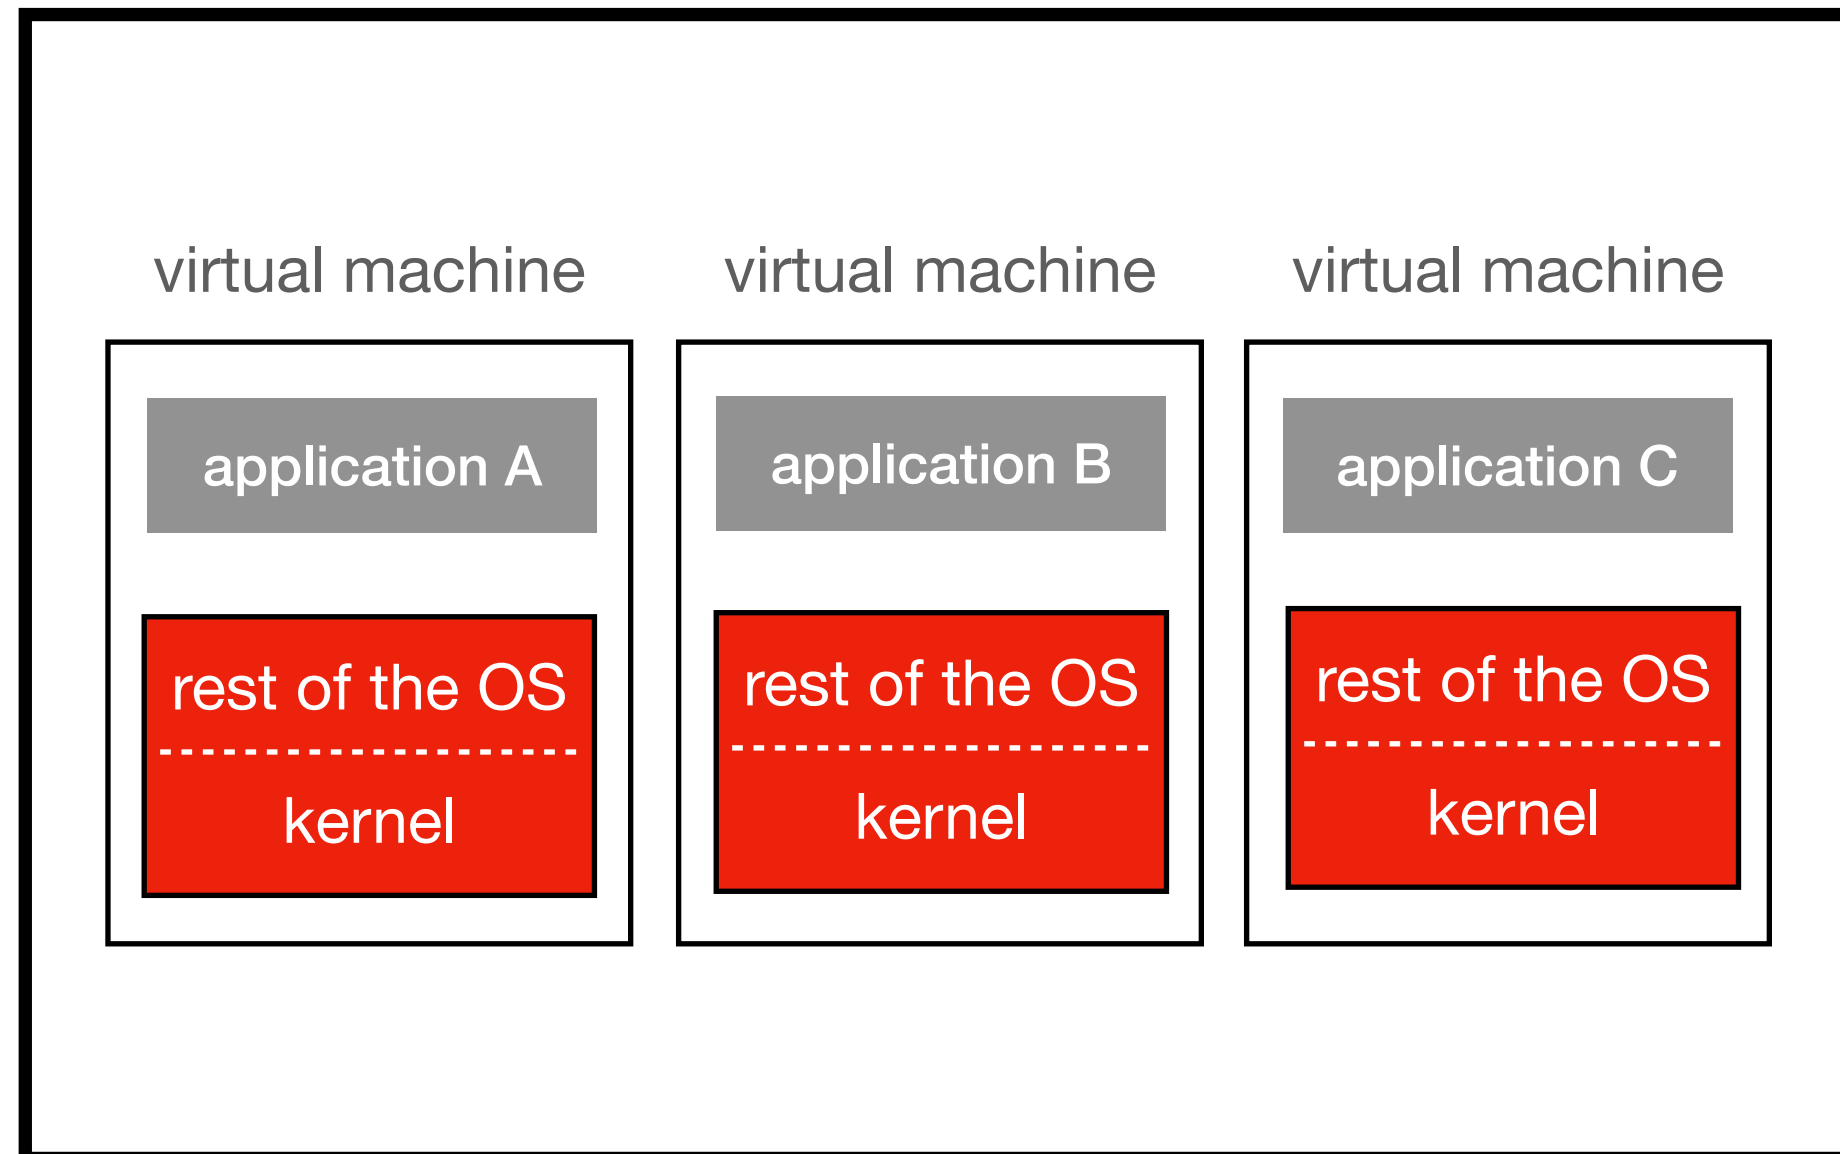 virtual machine
virtual machine
virtual machine
application A
application B
application C
rest of the OS
kernel
rest of the OS
kernel
rest of the OS
kernel